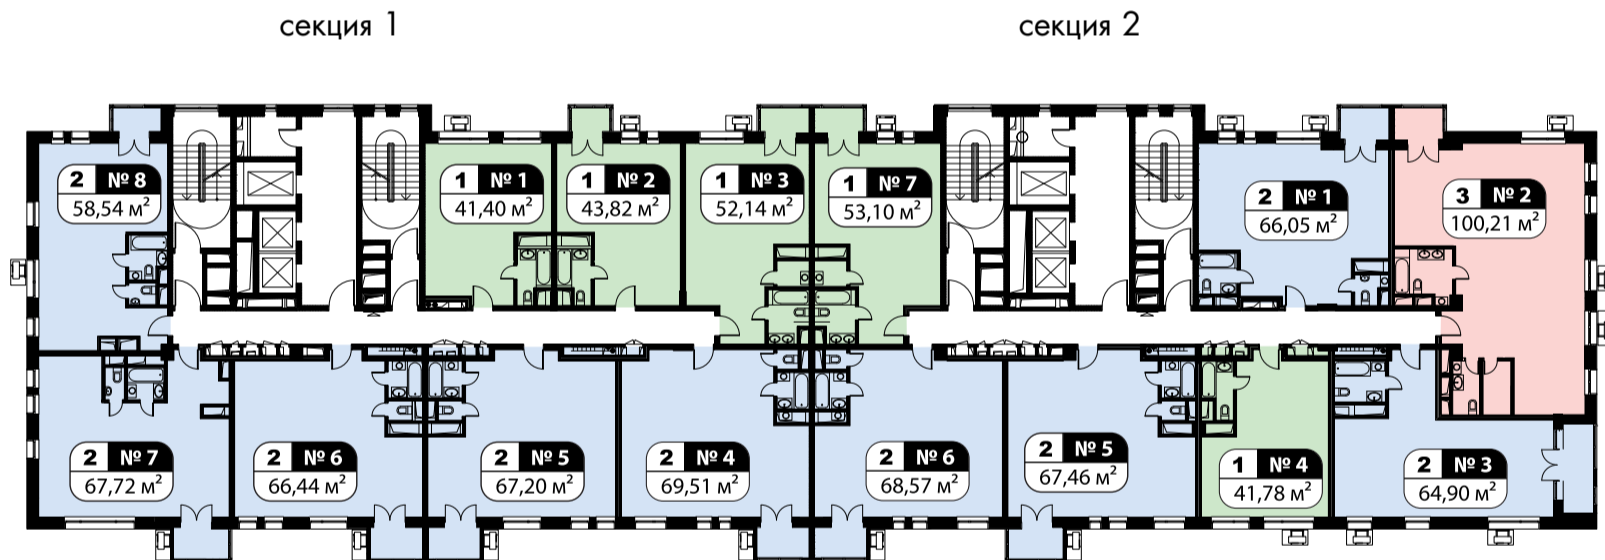 секция 1
секция 2
2 № 8
58,54 м²
1 № 1
41,40 м²
1 № 2
43,82 м²
1 № 3
52,14 м²
1 № 7
53,10 м²
2 № 1
66,05 м²
3 № 2
100,21 м²
2 № 7
67,72 м²
2 № 6
66,44 м²
2 № 5
67,20 м²
2 № 4
69,51 м²
2 № 6
68,57 м²
2 № 5
67,46 м²
1 № 4
41,78 м²
2 № 3
64,90 м²